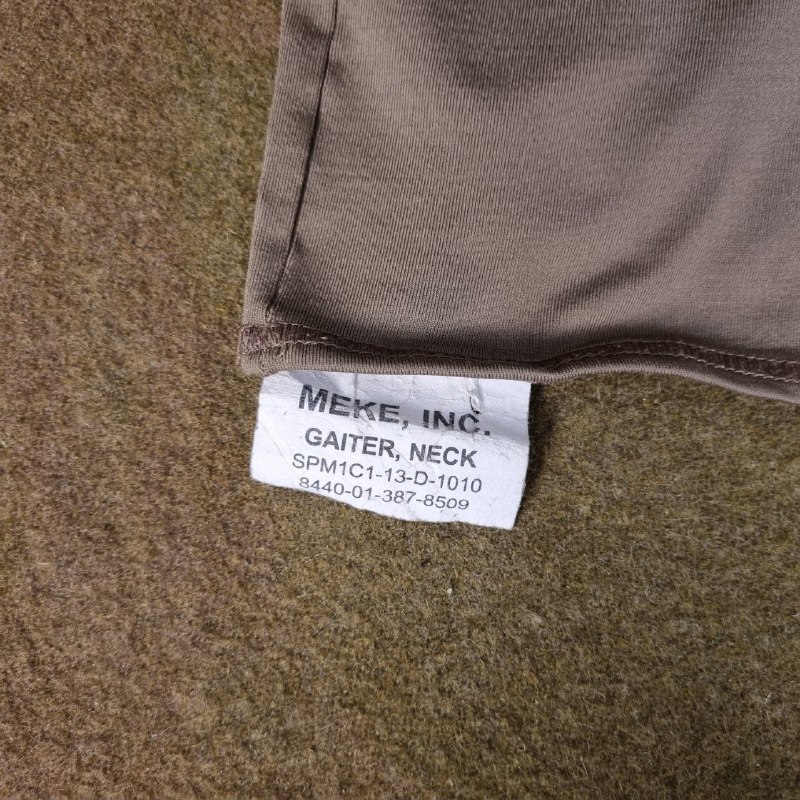 MEKE, INC.
GAITER, NECK
SPM1C1-13-D-1010
8440-01-387-8509